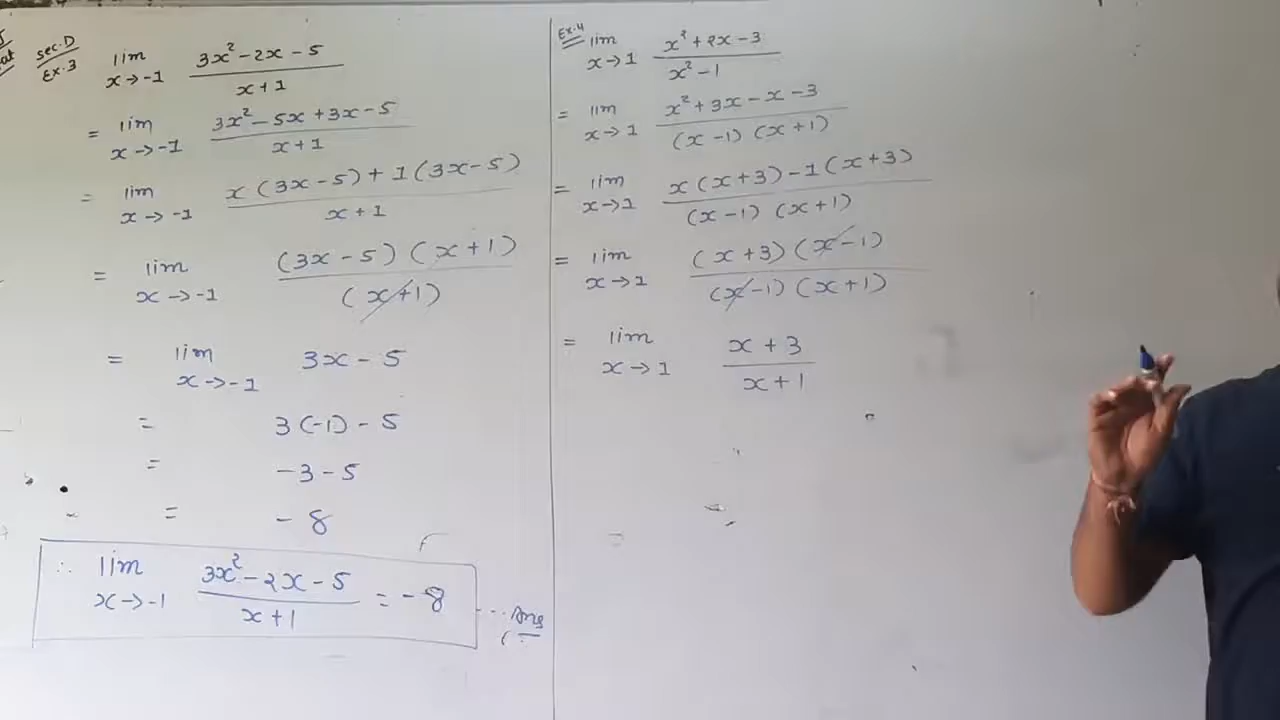 Sec.D
Ex.3
lim x→-1 (3x² - 2x - 5)/(x + 1)
= lim x→-1 (3x² - 5x + 3x - 5)/(x + 1)
= lim x→-1 (x(3x - 5) + 1(3x - 5))/(x + 1)
= lim x→-1 ((3x - 5)(x + 1))/((x + 1))
= lim x→-1 3x - 5
= 3(-1) - 5
= -3 - 5
= -8
∴ lim x→-1 (3x² - 2x - 5)/(x + 1) = -8 ... Ans
Ex.4
lim x→1 (x² + 2x - 3)/(x² - 1)
= lim x→1 (x² + 3x - x - 3)/((x - 1)(x + 1))
= lim x→1 (x(x + 3) - 1(x + 3))/((x - 1)(x + 1))
= lim x→1 ((x + 3)(x - 1))/((x - 1)(x + 1))
= lim x→1 (x + 3)/(x + 1)